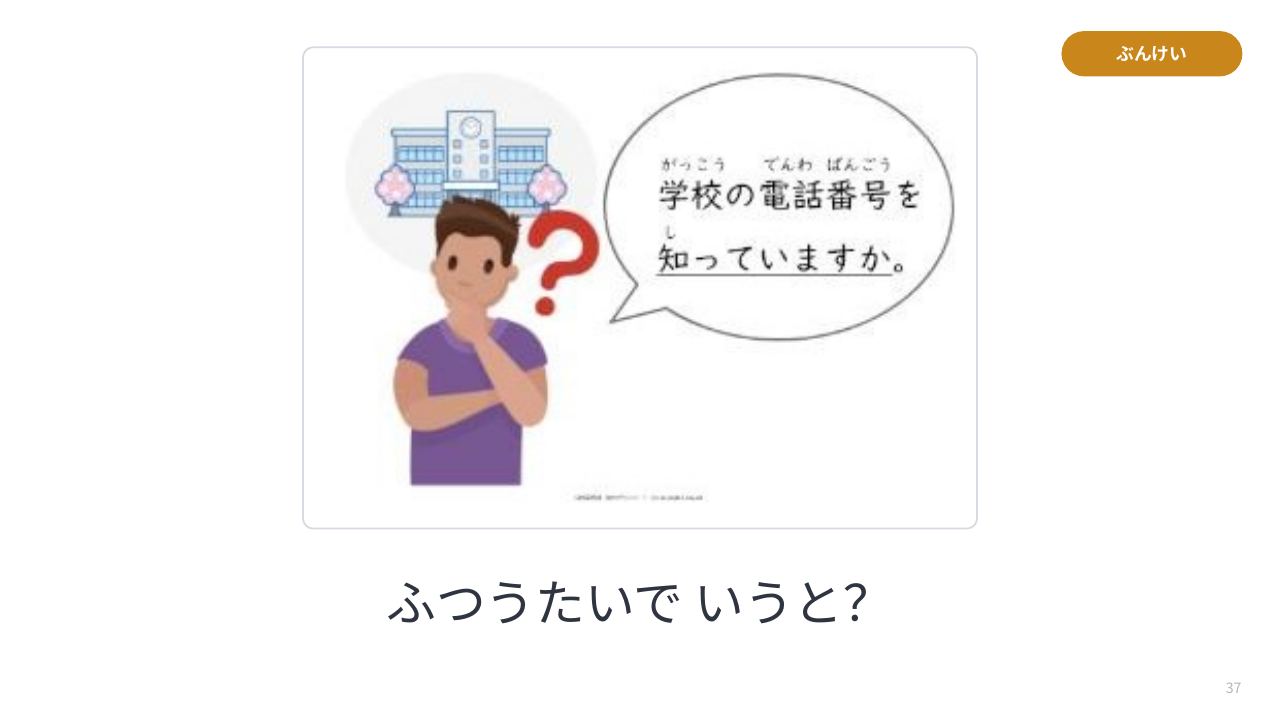 ぶんけい
がっこう でんわ ばんごう
学校の電話番号を
し
知っていますか。
ふつうたいで いうと?
37